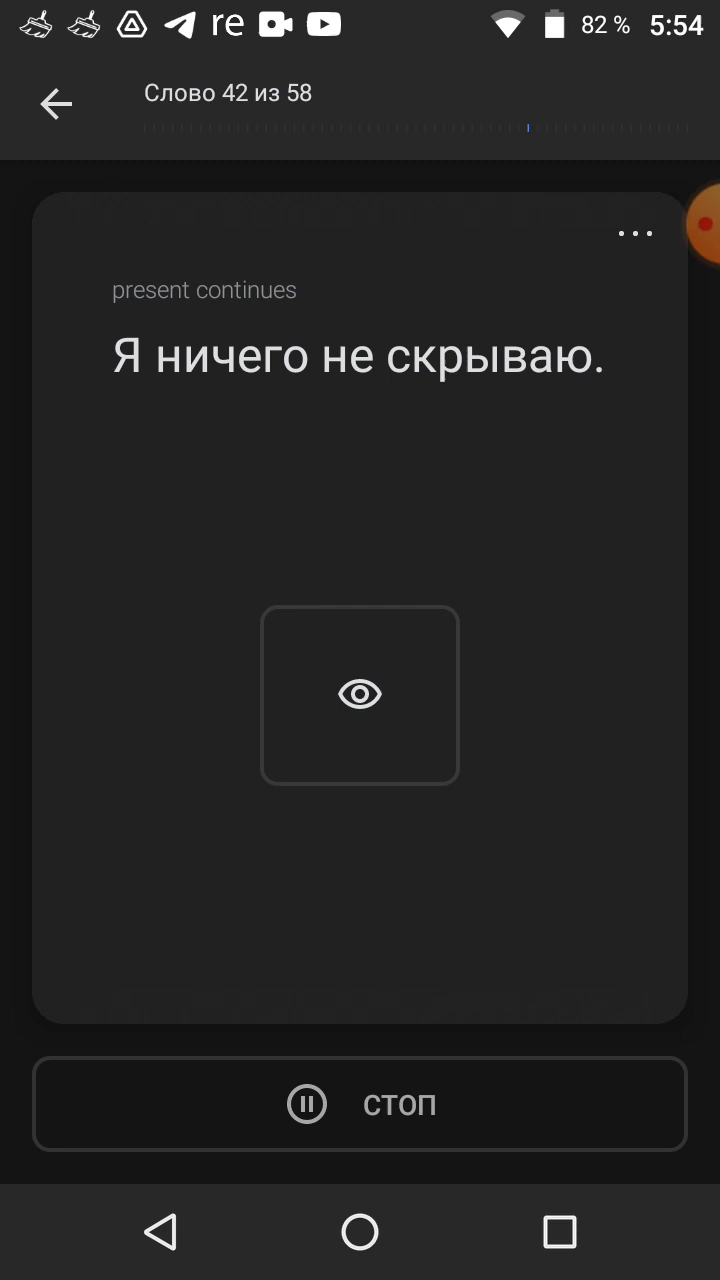 re 82 % 5:54
Слово 42 из 58
present continues
Я ничего не скрываю.
СТОП